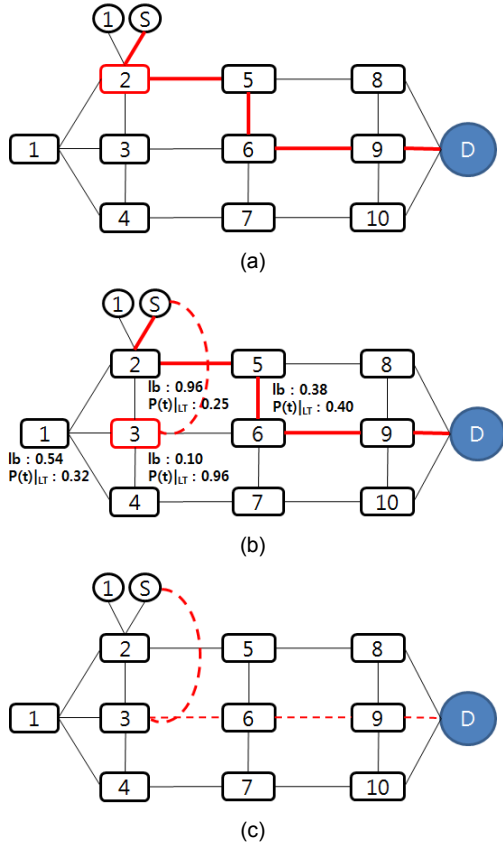 1 S
2 5 8
1 3 6 9 D
4 7 10
(a)
1 S
2 5 8
lb : 0.96 lb : 0.38
P(t)|LT : 0.25 P(t)|LT : 0.40
1 3 6 9 D
lb : 0.54 lb : 0.10
P(t)|LT : 0.32 P(t)|LT : 0.96
4 7 10
(b)
1 S
2 5 8
1 3 6 9 D
4 7 10
(c)